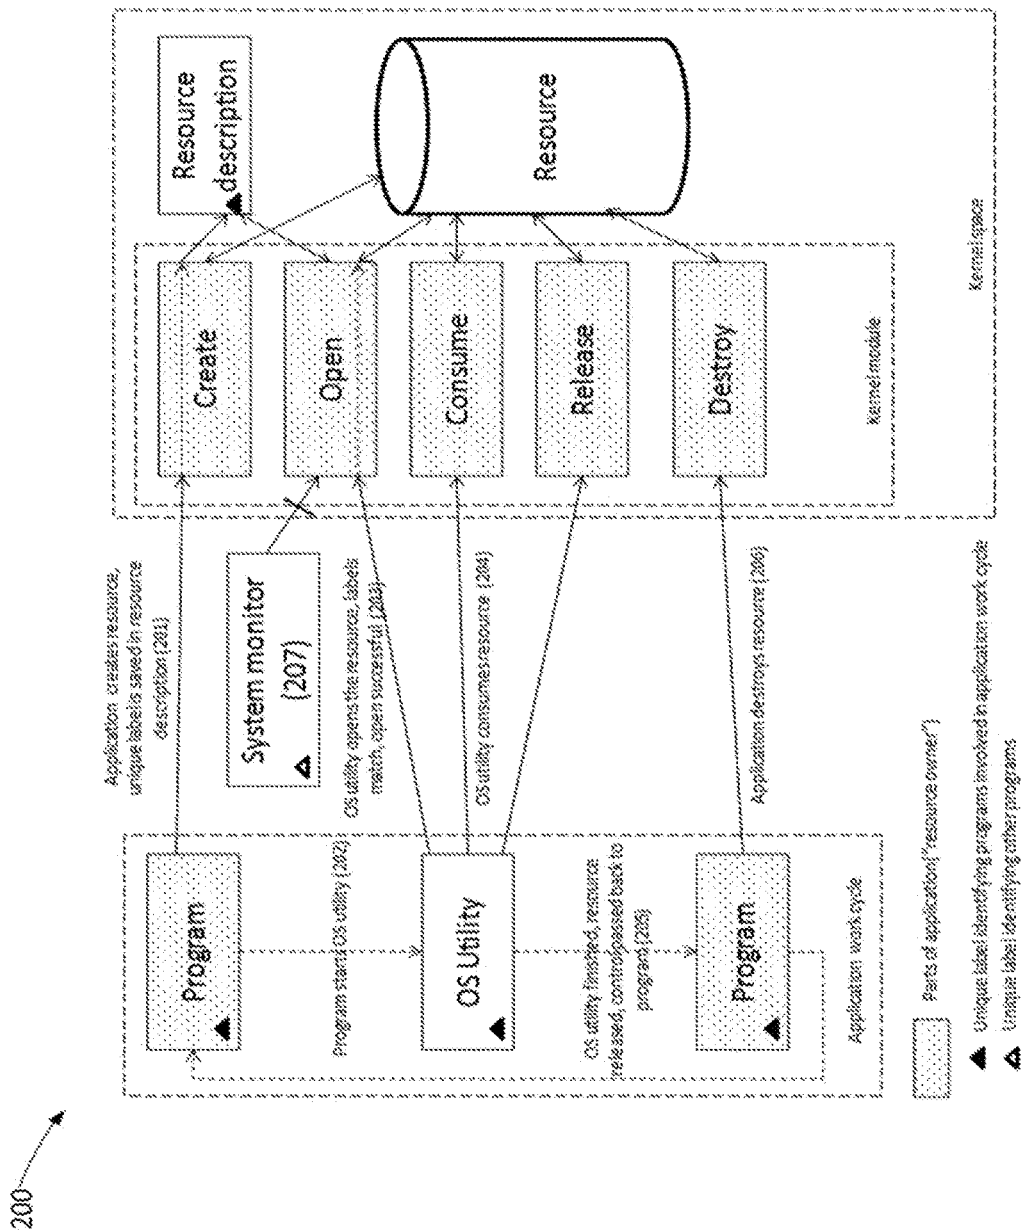 200
Application creates resource,
unique label is saved in resource
description [201]
Program
Program starts OS utility [202]
OS Utility
OS utility finished, resource
released, control passed back to
program [205]
Program
Application work cycle
System monitor
[207]
OS utility opens the resource, labels
match, open successful [203]
OS utility consumes resource [204]
Application destroys resource [206]
Create
Open
Consume
Release
Destroy
Kernel module
Resource
description
Resource
Kernel space
Parts of application("resource owner")
Unique label identifying programs involved in application work cycle
Unique label identifying other programs